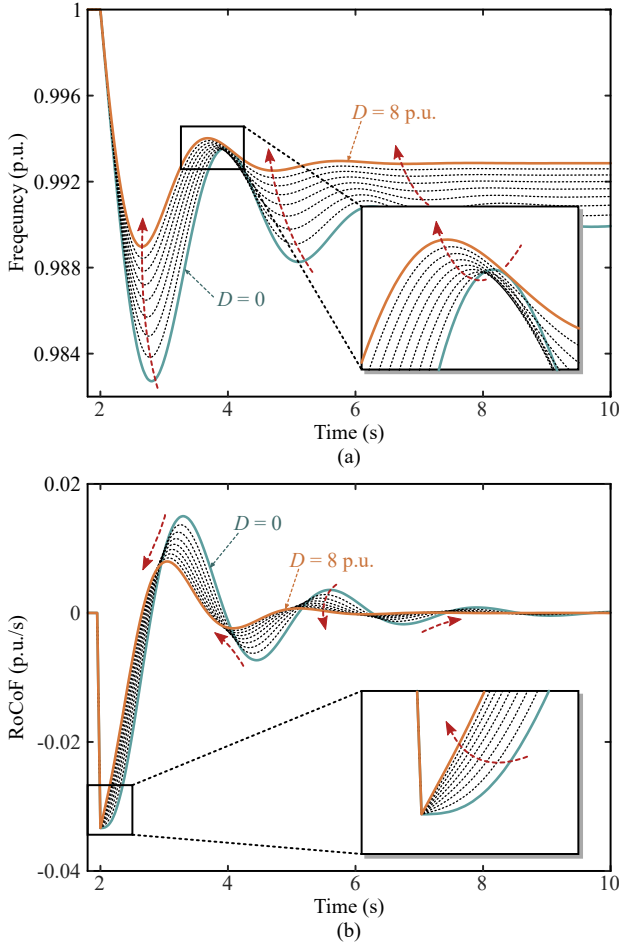 1
0.996
0.992
0.988
0.984
Freqeuncy (p.u.)
D = 8 p.u.
D = 0
2
4
6
8
10
Time (s)
(a)
0.02
0
-0.02
-0.04
RoCoF (p.u./s)
D = 0
D = 8 p.u.
2
4
6
8
10
Time (s)
(b)